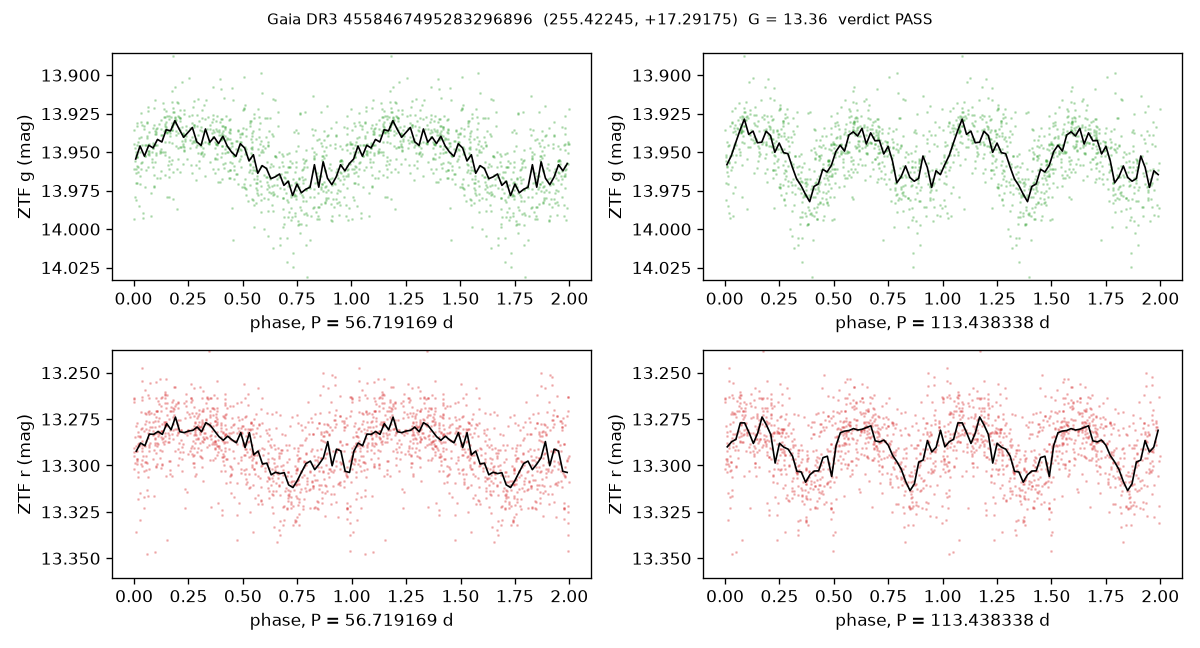 Gaia DR3 4558467495283296896  (255.42245, +17.29175)  G = 13.36  verdict PASS
ZTF g (mag)
13.900
13.925
13.950
13.975
14.000
14.025
0.00 0.25 0.50 0.75 1.00 1.25 1.50 1.75 2.00
phase, P = 56.719169 d
ZTF g (mag)
13.900
13.925
13.950
13.975
14.000
14.025
0.00 0.25 0.50 0.75 1.00 1.25 1.50 1.75 2.00
phase, P = 113.438338 d
ZTF r (mag)
13.250
13.275
13.300
13.325
13.350
0.00 0.25 0.50 0.75 1.00 1.25 1.50 1.75 2.00
phase, P = 56.719169 d
ZTF r (mag)
13.250
13.275
13.300
13.325
13.350
0.00 0.25 0.50 0.75 1.00 1.25 1.50 1.75 2.00
phase, P = 113.438338 d